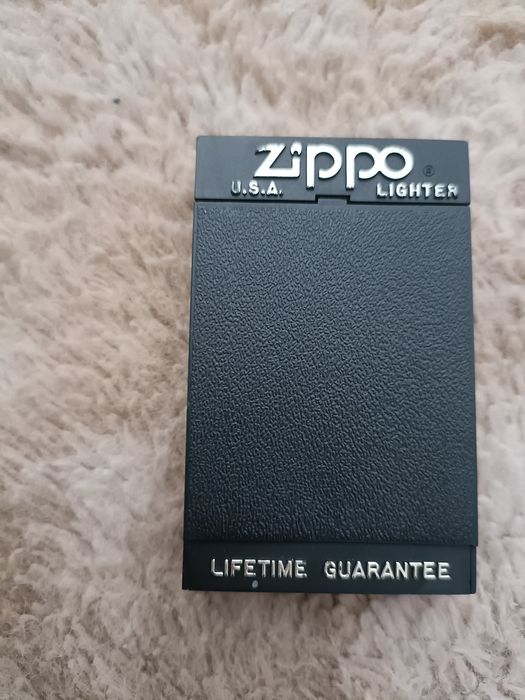 Zippo ®
U.S.A. LIGHTER
LIFETIME GUARANTEE